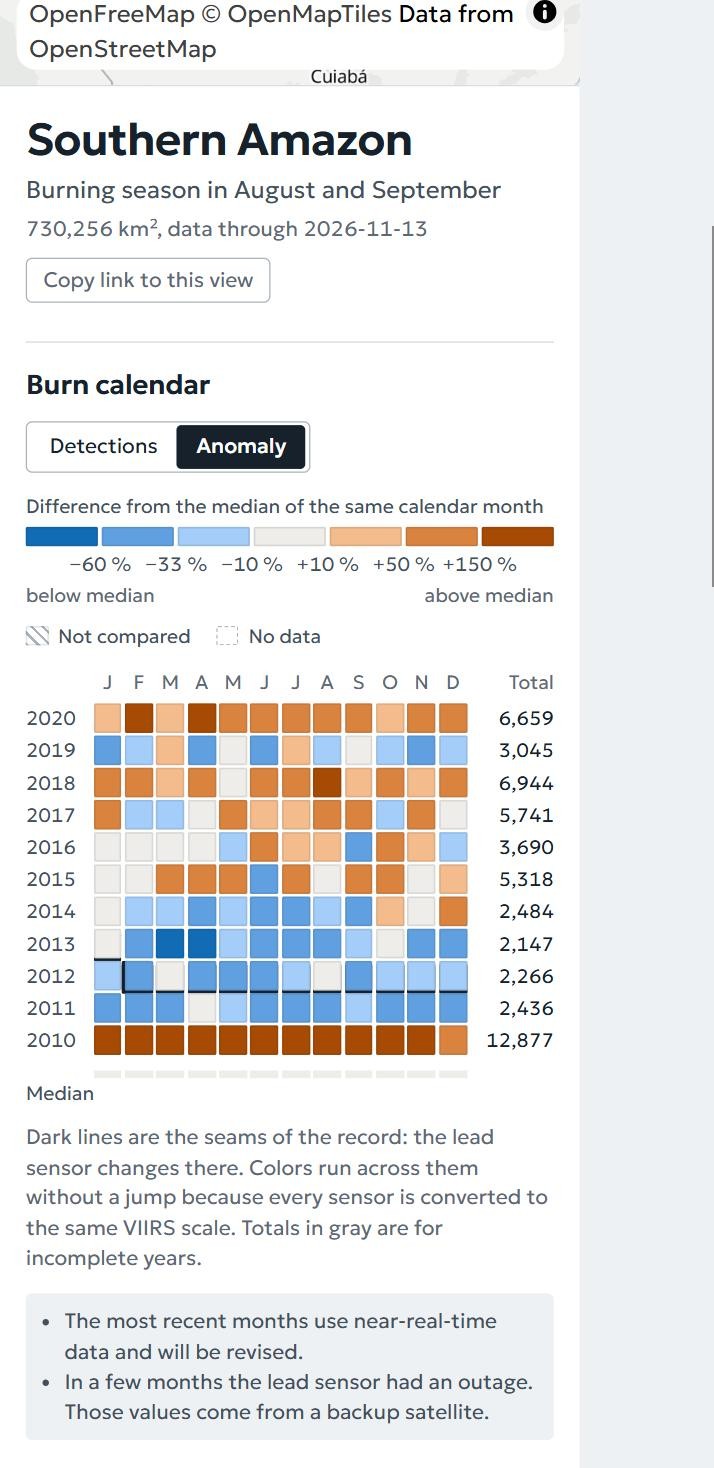 OpenFreeMap © OpenMapTiles Data from
OpenStreetMap
Cuiabá
Southern Amazon
Burning season in August and September
730,256 km², data through 2026-11-13
Copy link to this view
Burn calendar
Detections Anomaly
Difference from the median of the same calendar month
−60 % −33 % −10 % +10 % +50 % +150 %
below median above median
Not compared No data
J F M A M J J A S O N D Total
2020 6,659
2019 3,045
2018 6,944
2017 5,741
2016 3,690
2015 5,318
2014 2,484
2013 2,147
2012 2,266
2011 2,436
2010 12,877
Median
Dark lines are the seams of the record: the lead
sensor changes there. Colors run across them
without a jump because every sensor is converted to
the same VIIRS scale. Totals in gray are for
incomplete years.
• The most recent months use near-real-time
data and will be revised.
• In a few months the lead sensor had an outage.
Those values come from a backup satellite.